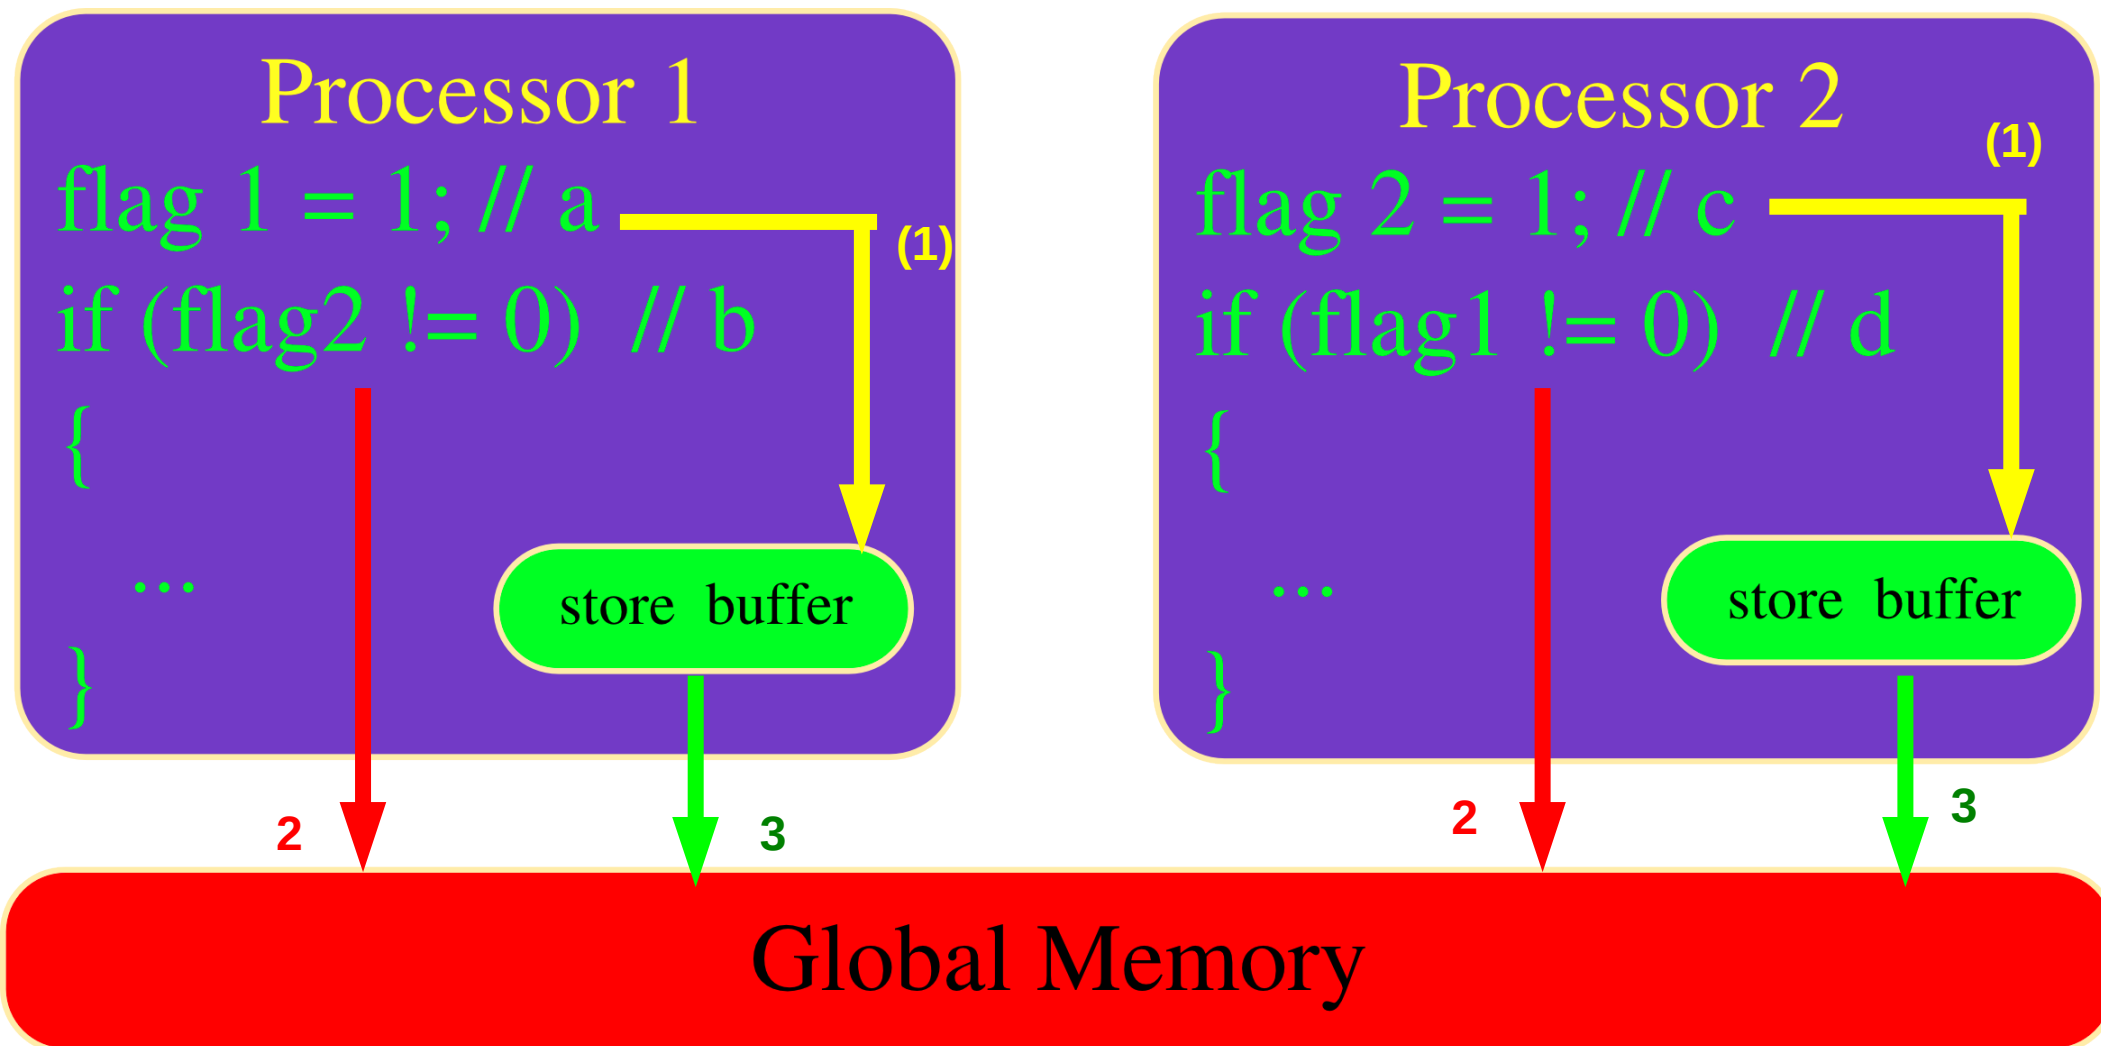 Processor 1
flag 1 = 1; // a
(1)
if (flag2 != 0) // b
{
...
}
store buffer
2
3
Processor 2
(1)
flag 2 = 1; // c
if (flag1 != 0) // d
{
...
}
store buffer
2
3
Global Memory